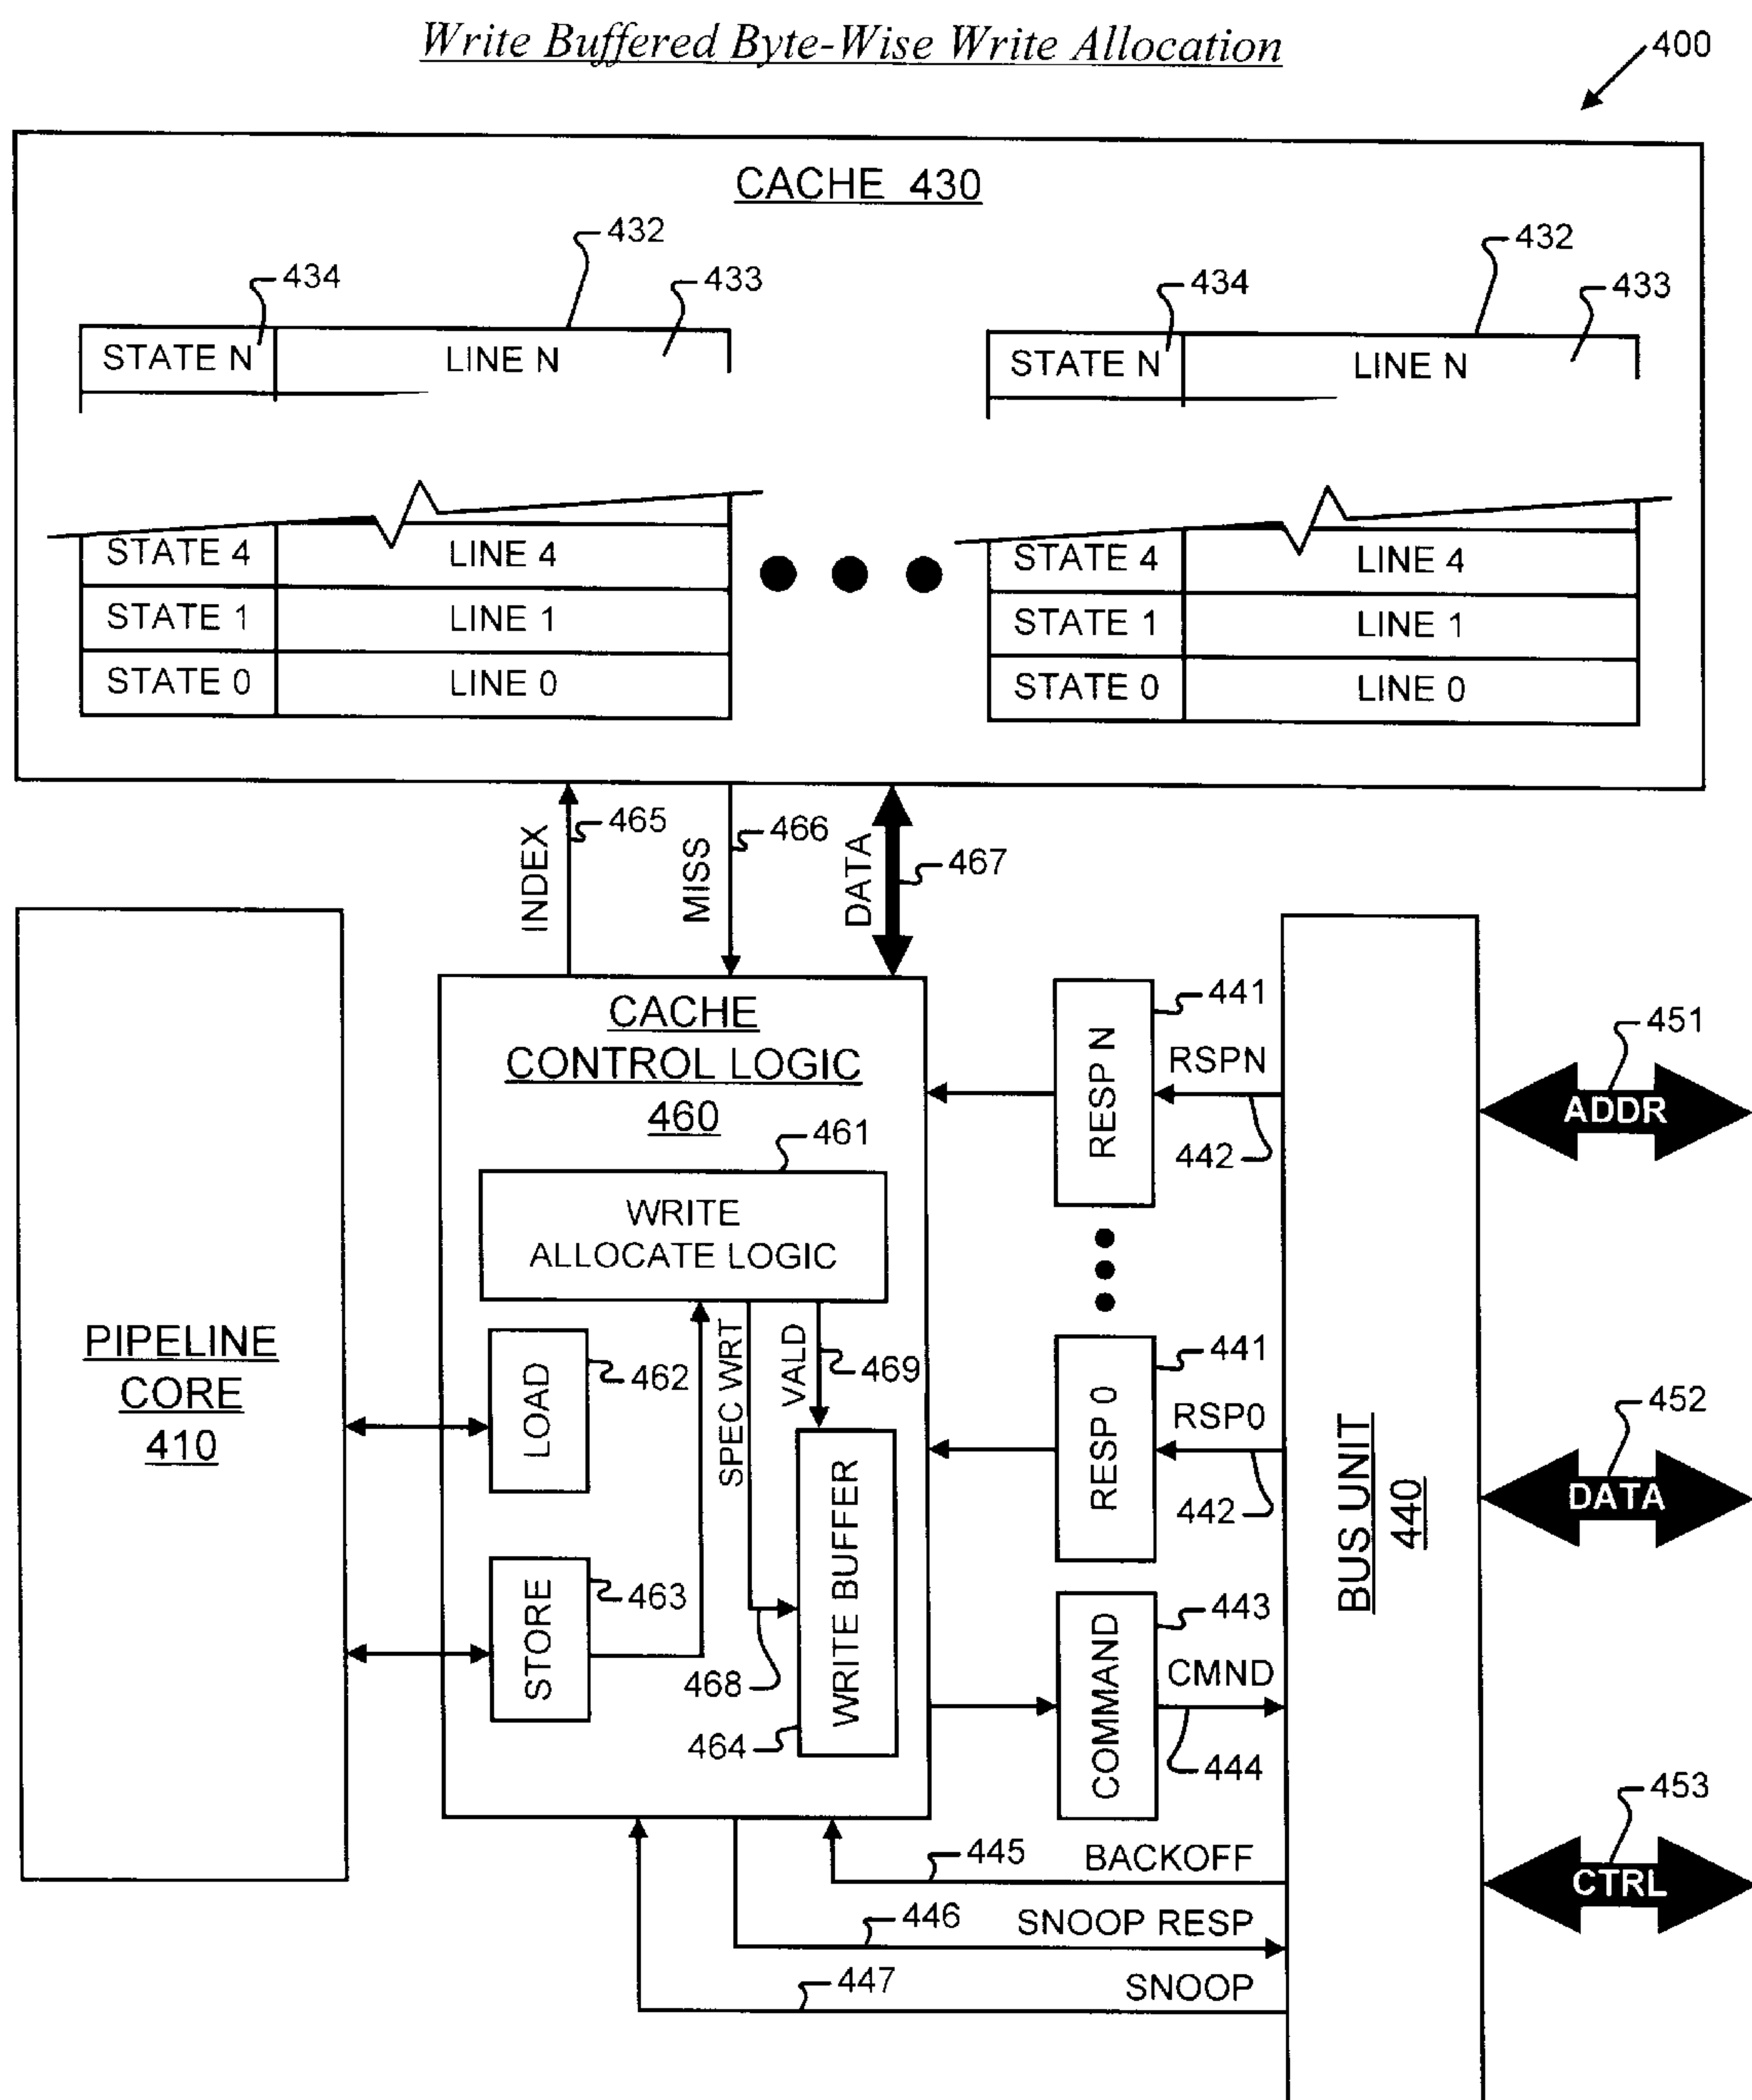 Write Buffered Byte-Wise Write Allocation
400
CACHE 430
432
432
434
433
434
433
STATE N
LINE N
STATE N
LINE N
STATE 4
LINE 4
STATE 4
LINE 4
STATE 1
LINE 1
STATE 1
LINE 1
STATE 0
LINE 0
STATE 0
LINE 0
INDEX
465
MISS
466
DATA
467
PIPELINE
CORE
410
CACHE
CONTROL LOGIC
460
461
WRITE
ALLOCATE LOGIC
LOAD
462
SPEC WRT
VALD
469
STORE
463
468
WRITE BUFFER
464
RESP N
441
RSPN
442
RESP 0
441
RSP0
442
COMMAND
443
CMND
444
BUS UNIT
440
451
ADDR
452
DATA
453
CTRL
445
BACKOFF
446
SNOOP RESP
447
SNOOP